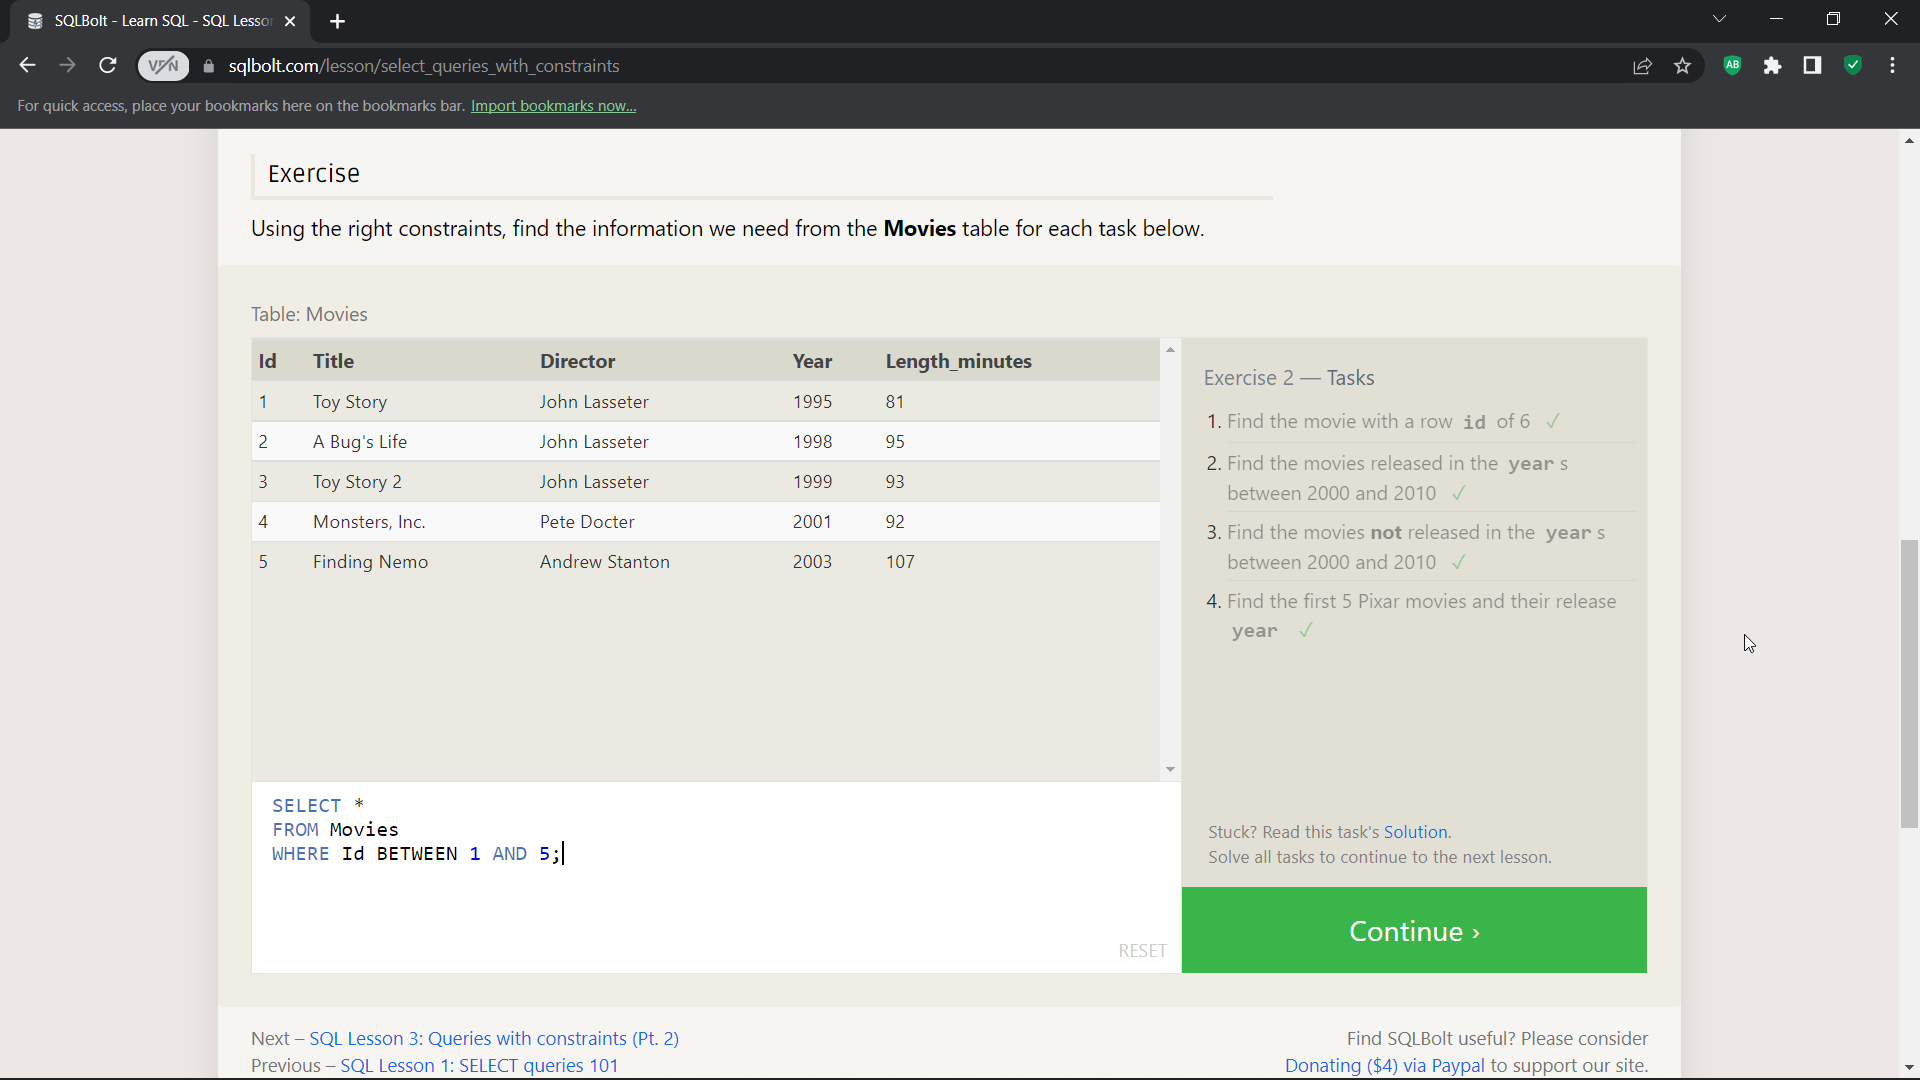 SQLBolt - Learn SQL - SQL Lesso
VPN
sqlbolt.com/lesson/select_queries_with_constraints
AB
For quick access, place your bookmarks here on the bookmarks bar. Import bookmarks now...
Exercise
Using the right constraints, find the information we need from the Movies table for each task below.
Table: Movies
Id Title Director Year Length_minutes
1 Toy Story John Lasseter 1995 81
2 A Bug's Life John Lasseter 1998 95
3 Toy Story 2 John Lasseter 1999 93
4 Monsters, Inc. Pete Docter 2001 92
5 Finding Nemo Andrew Stanton 2003 107
SELECT *
FROM Movies
WHERE Id BETWEEN 1 AND 5;
RESET
Exercise 2 — Tasks
1. Find the movie with a row id of 6 ✓
2. Find the movies released in the year s
between 2000 and 2010 ✓
3. Find the movies not released in the year s
between 2000 and 2010 ✓
4. Find the first 5 Pixar movies and their release
year ✓
Stuck? Read this task's Solution.
Solve all tasks to continue to the next lesson.
Continue ›
Next – SQL Lesson 3: Queries with constraints (Pt. 2)
Previous – SQL Lesson 1: SELECT queries 101
Find SQLBolt useful? Please consider
Donating ($4) via Paypal to support our site.